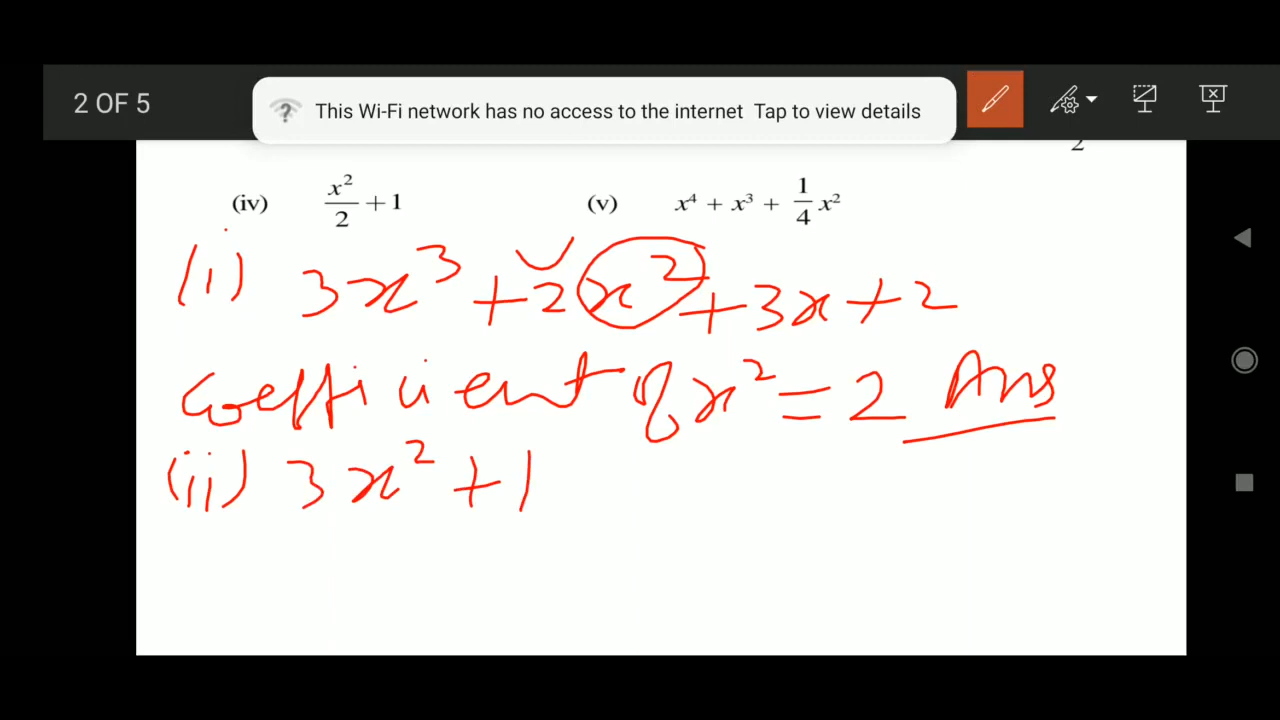 2 OF 5
This Wi-Fi network has no access to the internet Tap to view details
2
(iv) x²/2 + 1 (v) x⁴ + x³ + 1/4 x²
(i) 3x³ + 2x² + 3x + 2
Coefficient of x² = 2 Ans
(ii) 3x² + 1